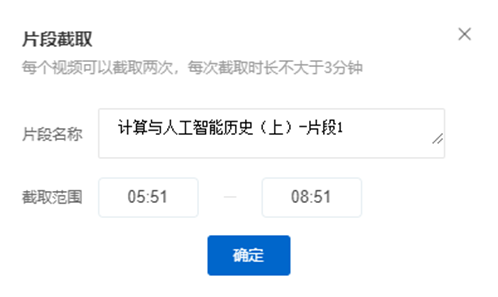 片段截取
每个视频可以截取两次，每次截取时长不大于3分钟
片段名称 计算与人工智能历史（上）-片段1
截取范围 05:51 — 08:51
确定